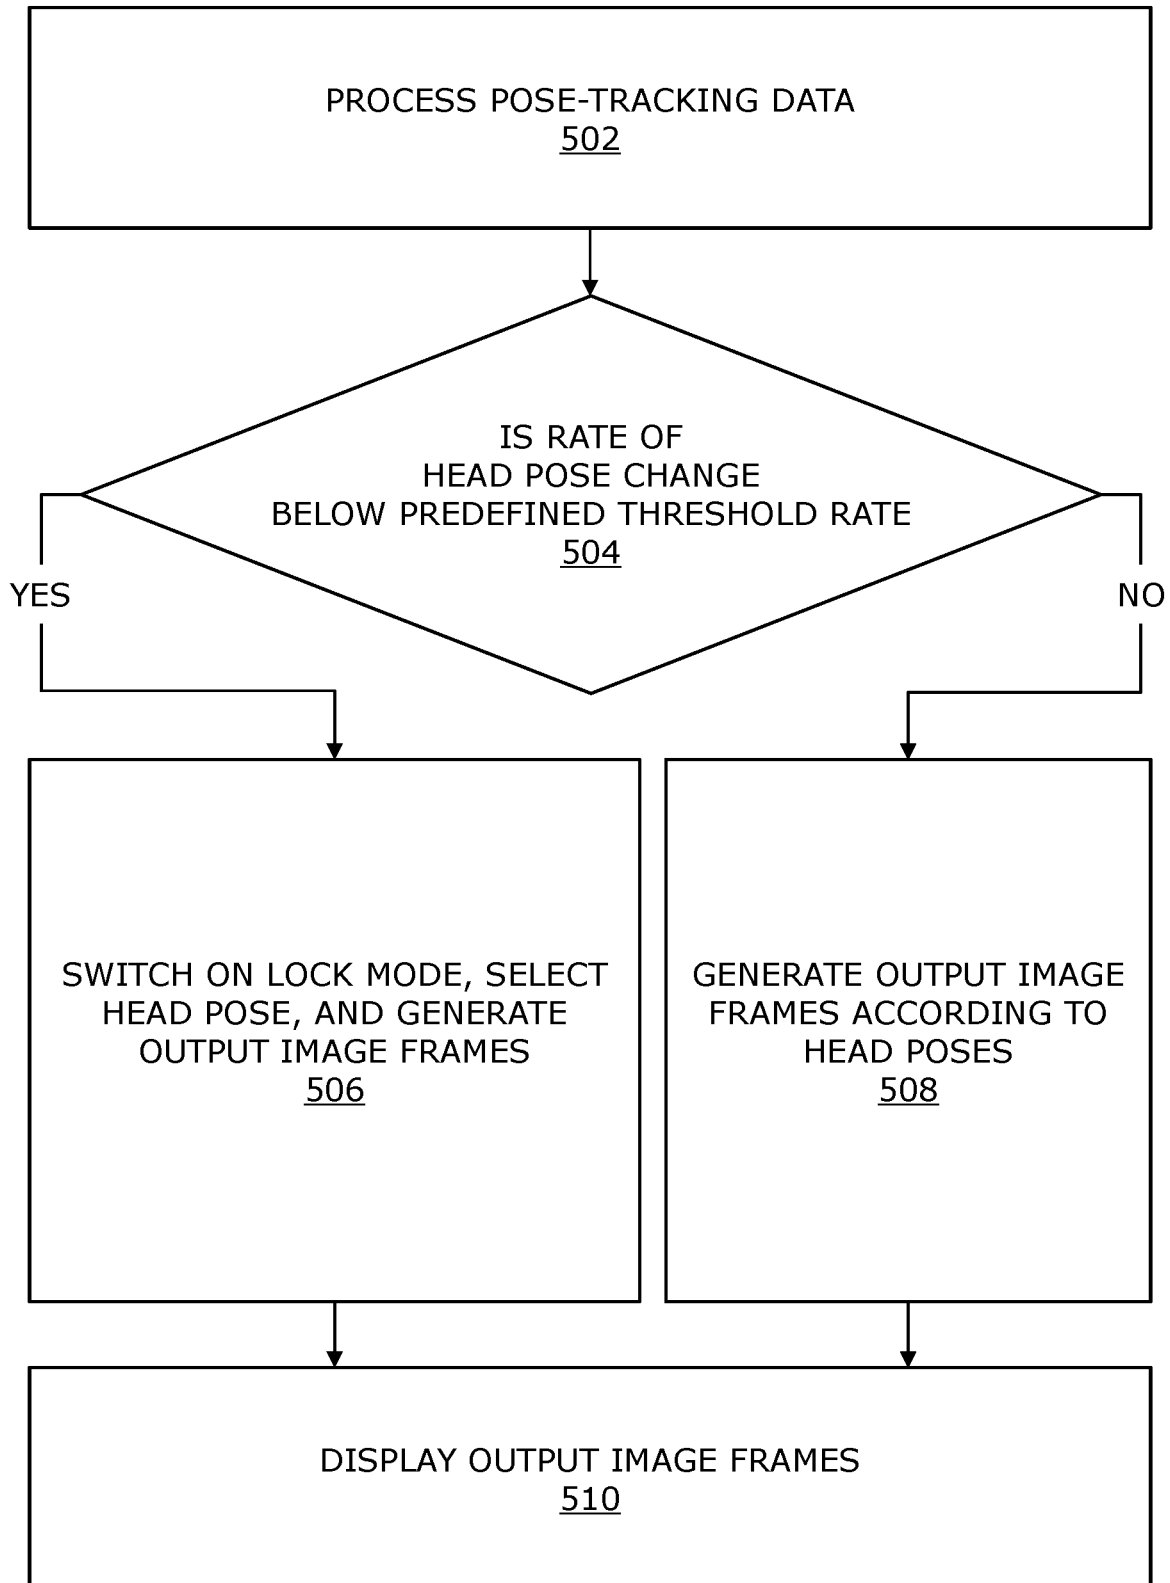 PROCESS POSE-TRACKING DATA
502
IS RATE OF
HEAD POSE CHANGE
BELOW PREDEFINED THRESHOLD RATE
504
YES
NO
SWITCH ON LOCK MODE, SELECT
HEAD POSE, AND GENERATE
OUTPUT IMAGE FRAMES
506
GENERATE OUTPUT IMAGE
FRAMES ACCORDING TO
HEAD POSES
508
DISPLAY OUTPUT IMAGE FRAMES
510